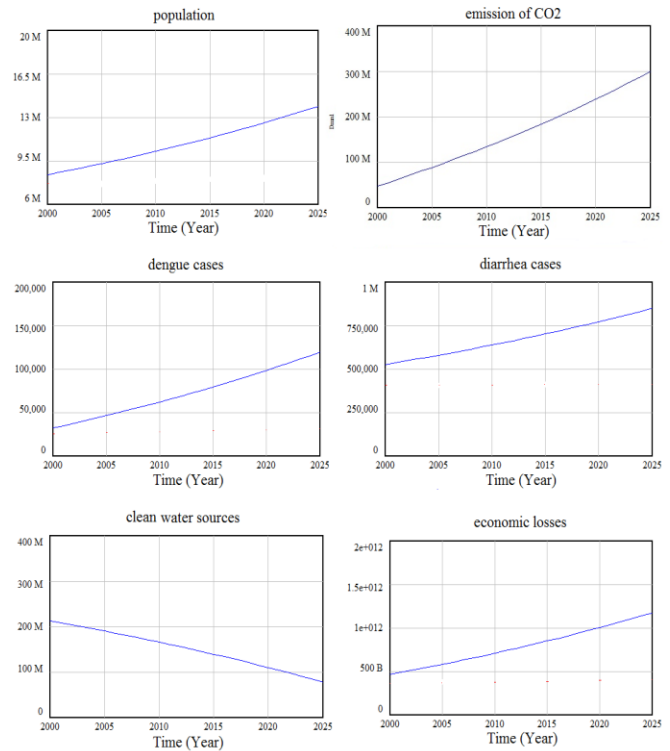 population
20 M
16.5 M
13 M
9.5 M
6 M
2000 2005 2010 2015 2020 2025
Time (Year)
emission of CO2
400 M
300 M
200 M
100 M
0
2000 2005 2010 2015 2020 2025
Time (Year)
dengue cases
200,000
150,000
100,000
50,000
0
2000 2005 2010 2015 2020 2025
Time (Year)
diarrhea cases
1 M
750,000
500,000
250,000
0
2000 2005 2010 2015 2020 2025
Time (Year)
clean water sources
400 M
300 M
200 M
100 M
0
2000 2005 2010 2015 2020 2025
Time (Year)
economic losses
2e+012
1.5e+012
1e+012
500 B
0
2000 2005 2010 2015 2020 2025
Time (Year)